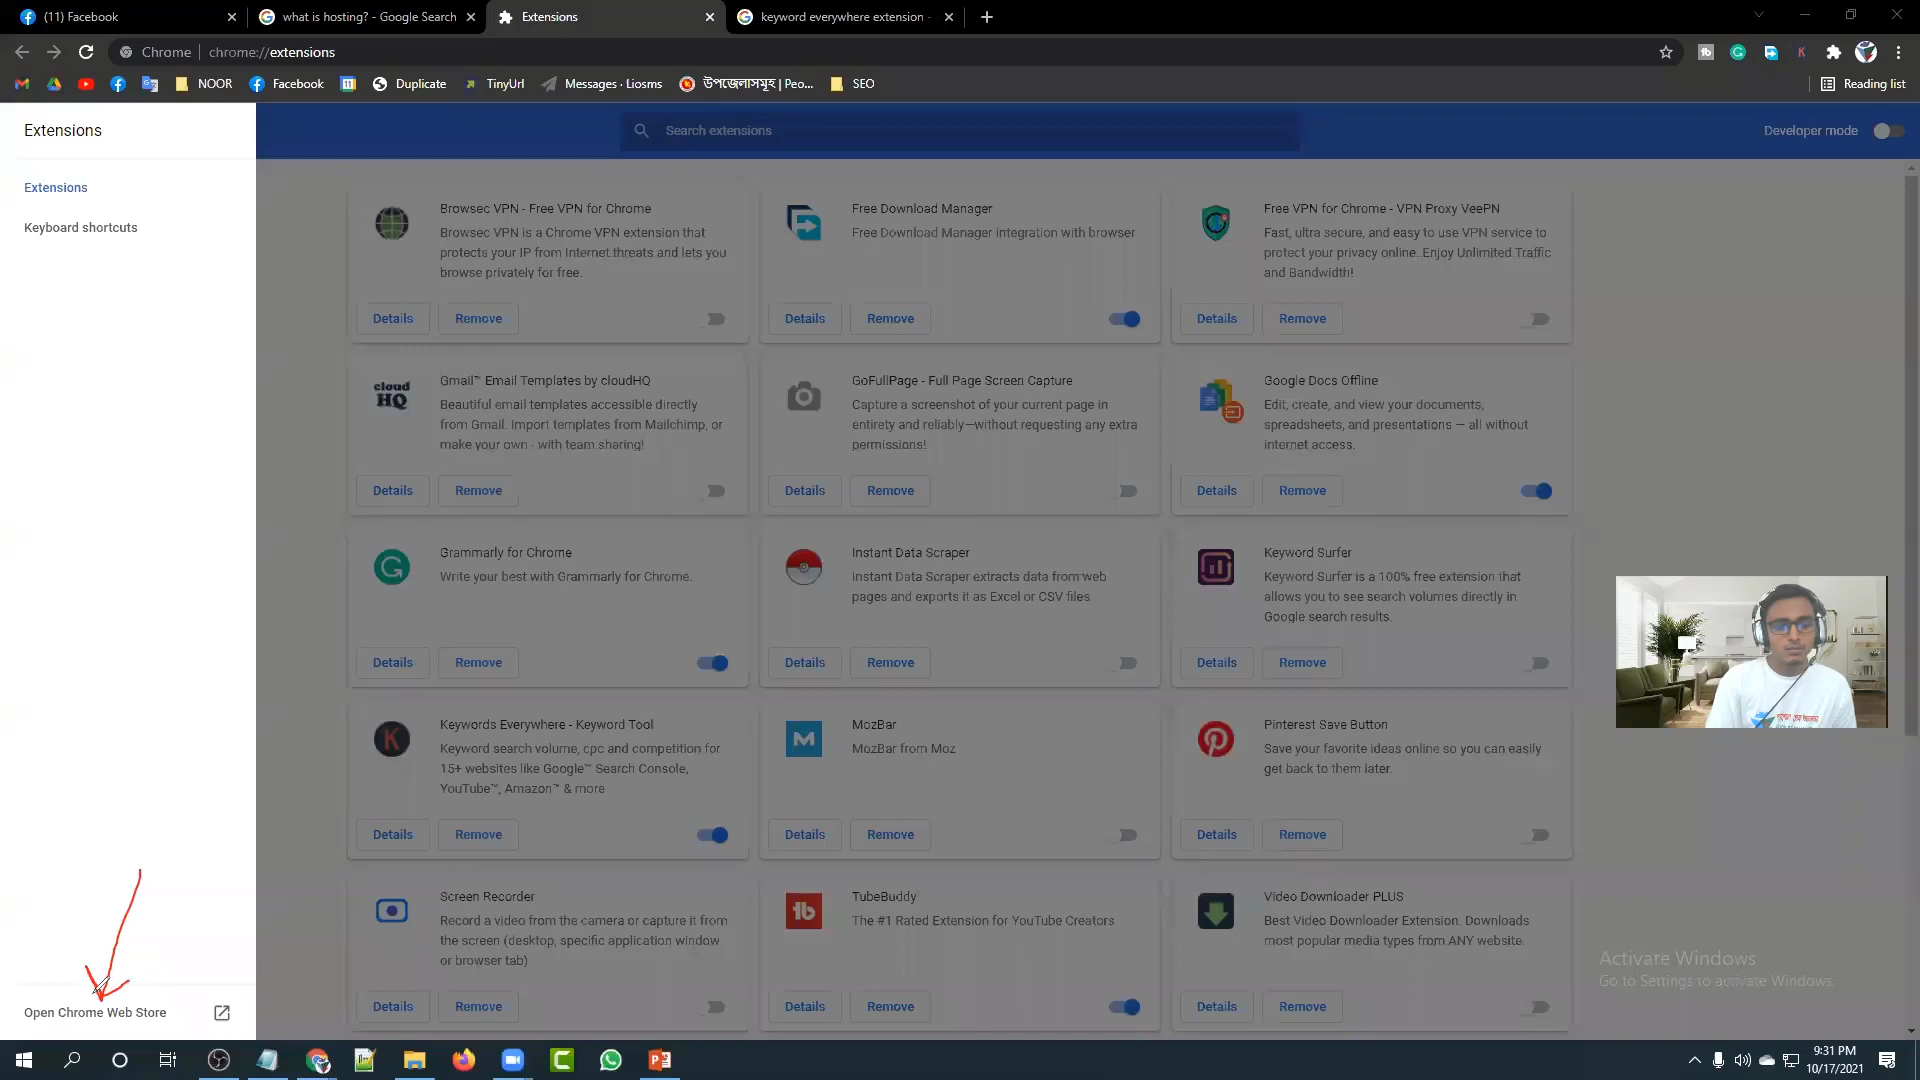 (11) Facebook
what is hosting? - Google Search
Extensions
keyword everywhere extension -
Chrome
chrome://extensions
NOOR
Facebook
Duplicate
TinyUrl
Messages · Liosms
উপজেলাসমূহ | Peo...
SEO
Reading list
Extensions
Search extensions
Developer mode
Extensions
Keyboard shortcuts
Browsec VPN - Free VPN for Chrome
Browsec VPN is a Chrome VPN extension that
protects your IP from Internet threats and lets you
browse privately for free.
Details
Remove
Free Download Manager
Free Download Manager integration with browser
Details
Remove
Free VPN for Chrome - VPN Proxy VeePN
Fast, ultra secure, and easy to use VPN service to
protect your privacy online. Enjoy Unlimited Traffic
and Bandwidth!
Details
Remove
cloud
HQ
Gmail™ Email Templates by cloudHQ
Beautiful email templates accessible directly
from Gmail. Import templates from Mailchimp, or
make your own - with team sharing!
Details
Remove
GoFullPage - Full Page Screen Capture
Capture a screenshot of your current page in
entirety and reliably—without requesting any extra
permissions!
Details
Remove
Google Docs Offline
Edit, create, and view your documents,
spreadsheets, and presentations — all without
internet access.
Details
Remove
Grammarly for Chrome
Write your best with Grammarly for Chrome.
Details
Remove
Instant Data Scraper
Instant Data Scraper extracts data from web
pages and exports it as Excel or CSV files
Details
Remove
Keyword Surfer
Keyword Surfer is a 100% free extension that
allows you to see search volumes directly in
Google search results.
Details
Remove
K
Keywords Everywhere - Keyword Tool
Keyword search volume, cpc and competition for
15+ websites like Google™ Search Console,
YouTube™, Amazon™ & more
Details
Remove
M
MozBar
MozBar from Moz
Details
Remove
Pinterest Save Button
Save your favorite ideas online so you can easily
get back to them later.
Details
Remove
Screen Recorder
Record a video from the camera or capture it from
the screen (desktop, specific application window
or browser tab)
Details
Remove
tb
TubeBuddy
The #1 Rated Extension for YouTube Creators
Details
Remove
Video Downloader PLUS
Best Video Downloader Extension. Downloads
most popular media types from ANY website.
Details
Remove
Activate Windows
Go to Settings to activate Windows.
Open Chrome Web Store
9:31 PM
10/17/2021